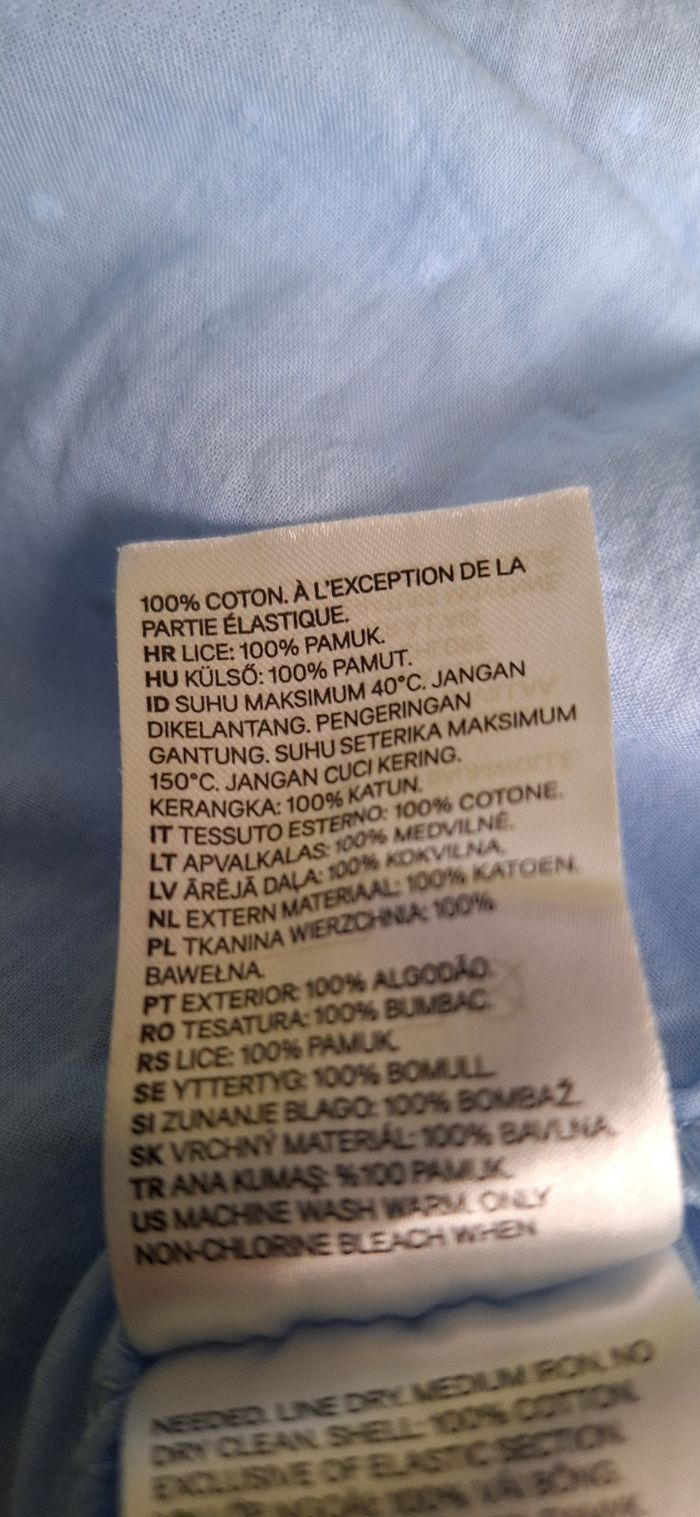 100% COTON. À L'EXCEPTION DE LA
PARTIE ÉLASTIQUE.
HR LICE: 100% PAMUK.
HU KÜLSŐ: 100% PAMUT.
ID SUHU MAKSIMUM 40°C. JANGAN
DIKELANTANG. PENGERINGAN
GANTUNG. SUHU SETERIKA MAKSIMUM
150°C. JANGAN CUCI KERING.
KERANGKA: 100% KATUN.
IT TESSUTO ESTERNO: 100% COTONE.
LT APVALKALAS: 100% MEDVILNĖ.
LV ĀRĒJĀ DAĻA: 100% KOKVILNA.
NL EXTERN MATERIAAL: 100% KATOEN.
PL TKANINA WIERZCHNIA: 100%
BAWEŁNA.
PT EXTERIOR: 100% ALGODÃO.
RO TESATURA: 100% BUMBAC.
RS LICE: 100% PAMUK.
SE YTTERTYG: 100% BOMULL.
SI ZUNANJE BLAGO: 100% BOMBAŽ.
SK VRCHNÝ MATERIÁL: 100% BAVLNA.
TR ANA KUMAŞ: %100 PAMUK.
US MACHINE WASH WARM. ONLY
NON-CHLORINE BLEACH WHEN
NEEDED. LINE DRY. MEDIUM IRON. NO
DRY CLEAN. SHELL: 100% COTTON.
EXCLUSIVE OF ELASTIC SECTION.
100% VẢI BÔNG.